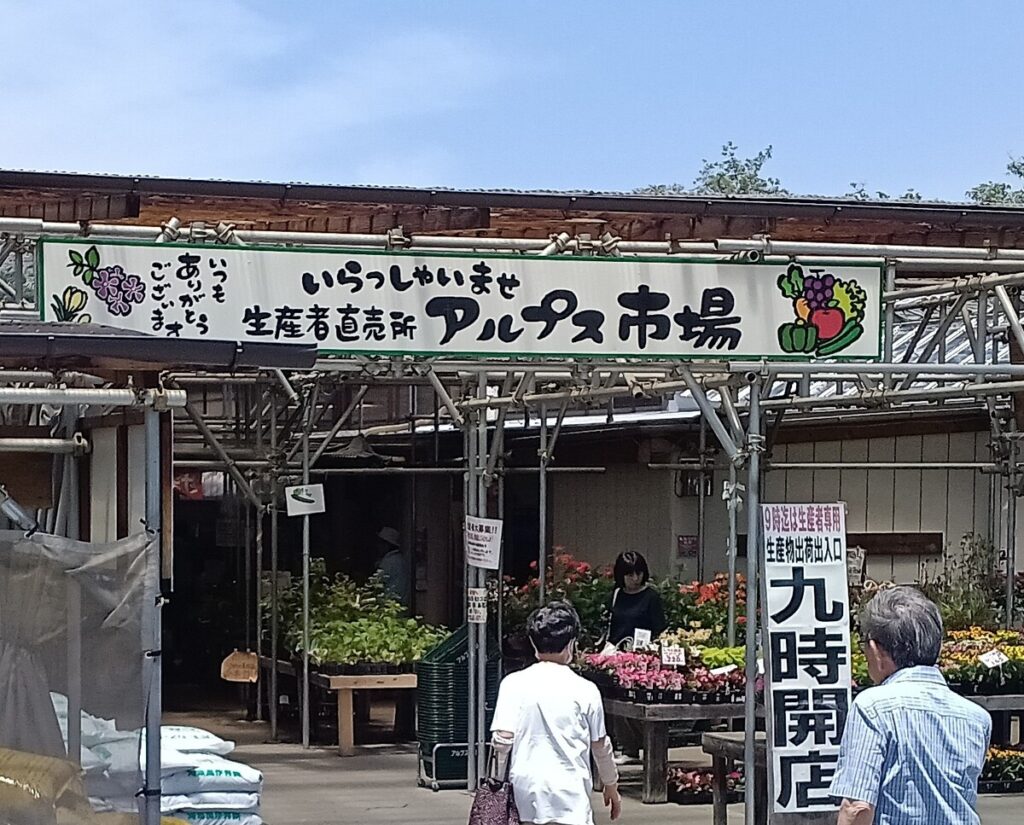 いつも
ありがとう
ございます
いらっしゃいませ
生産者直売所 アルプス市場
9時迄は生産者専用
生産物出荷出入口
九時開店